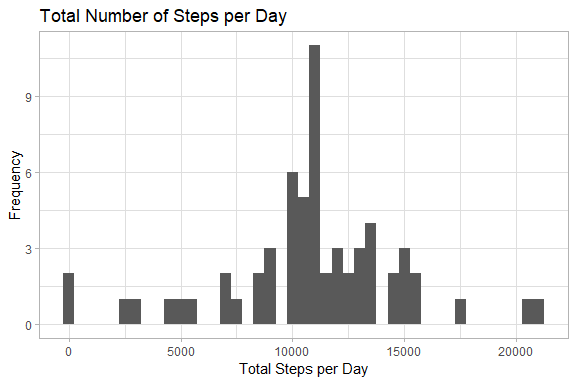 Total Number of Steps per Day
9
6
3
0
Frequency
0 5000 10000 15000 20000
Total Steps per Day